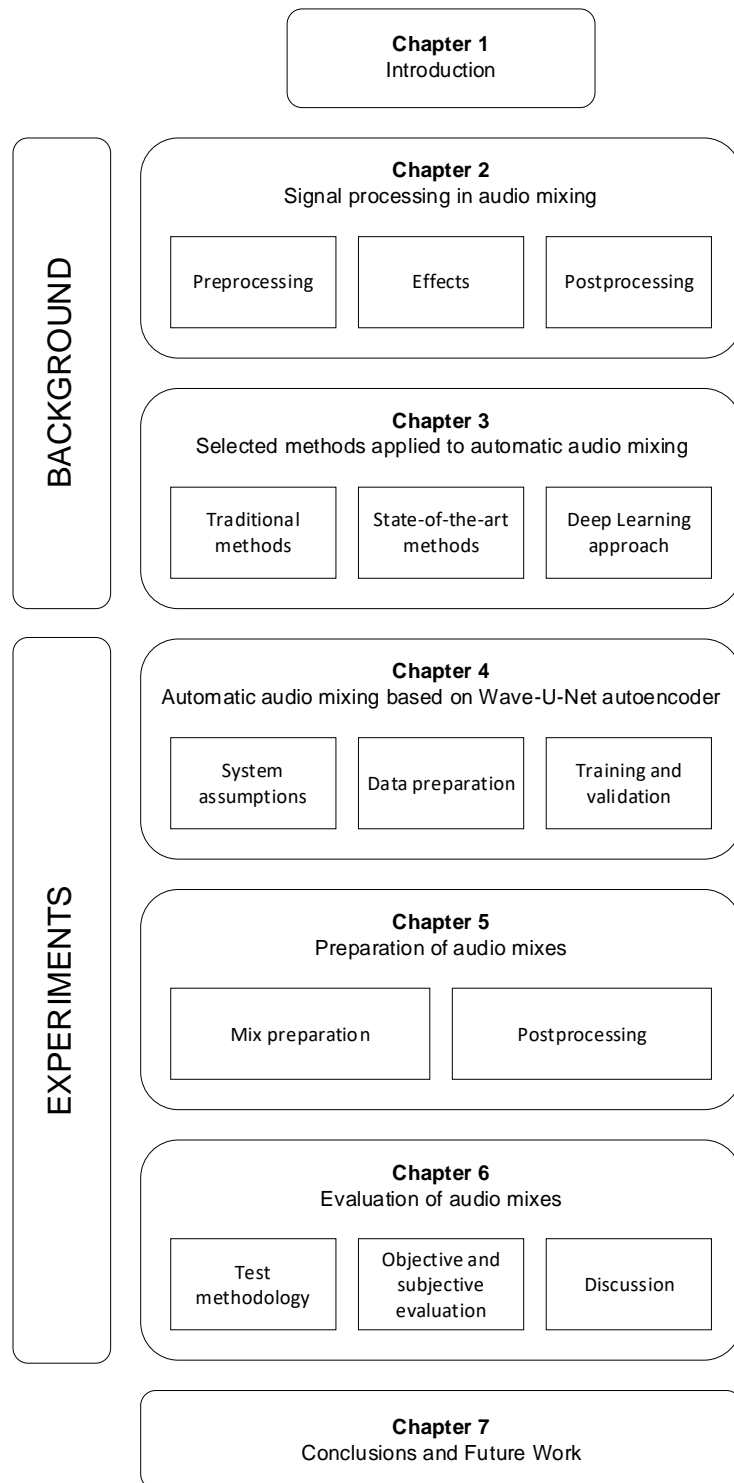 Chapter 1
Introduction
BACKGROUND
Chapter 2
Signal processing in audio mixing
Preprocessing
Effects
Postprocessing
Chapter 3
Selected methods applied to automatic audio mixing
Traditional
methods
State-of-the-art
methods
Deep Learning
approach
EXPERIMENTS
Chapter 4
Automatic audio mixing based on Wave-U-Net autoencoder
System
assumptions
Data preparation
Training and
validation
Chapter 5
Preparation of audio mixes
Mix preparation
Postprocessing
Chapter 6
Evaluation of audio mixes
Test
methodology
Objective and
subjective
evaluation
Discussion
Chapter 7
Conclusions and Future Work